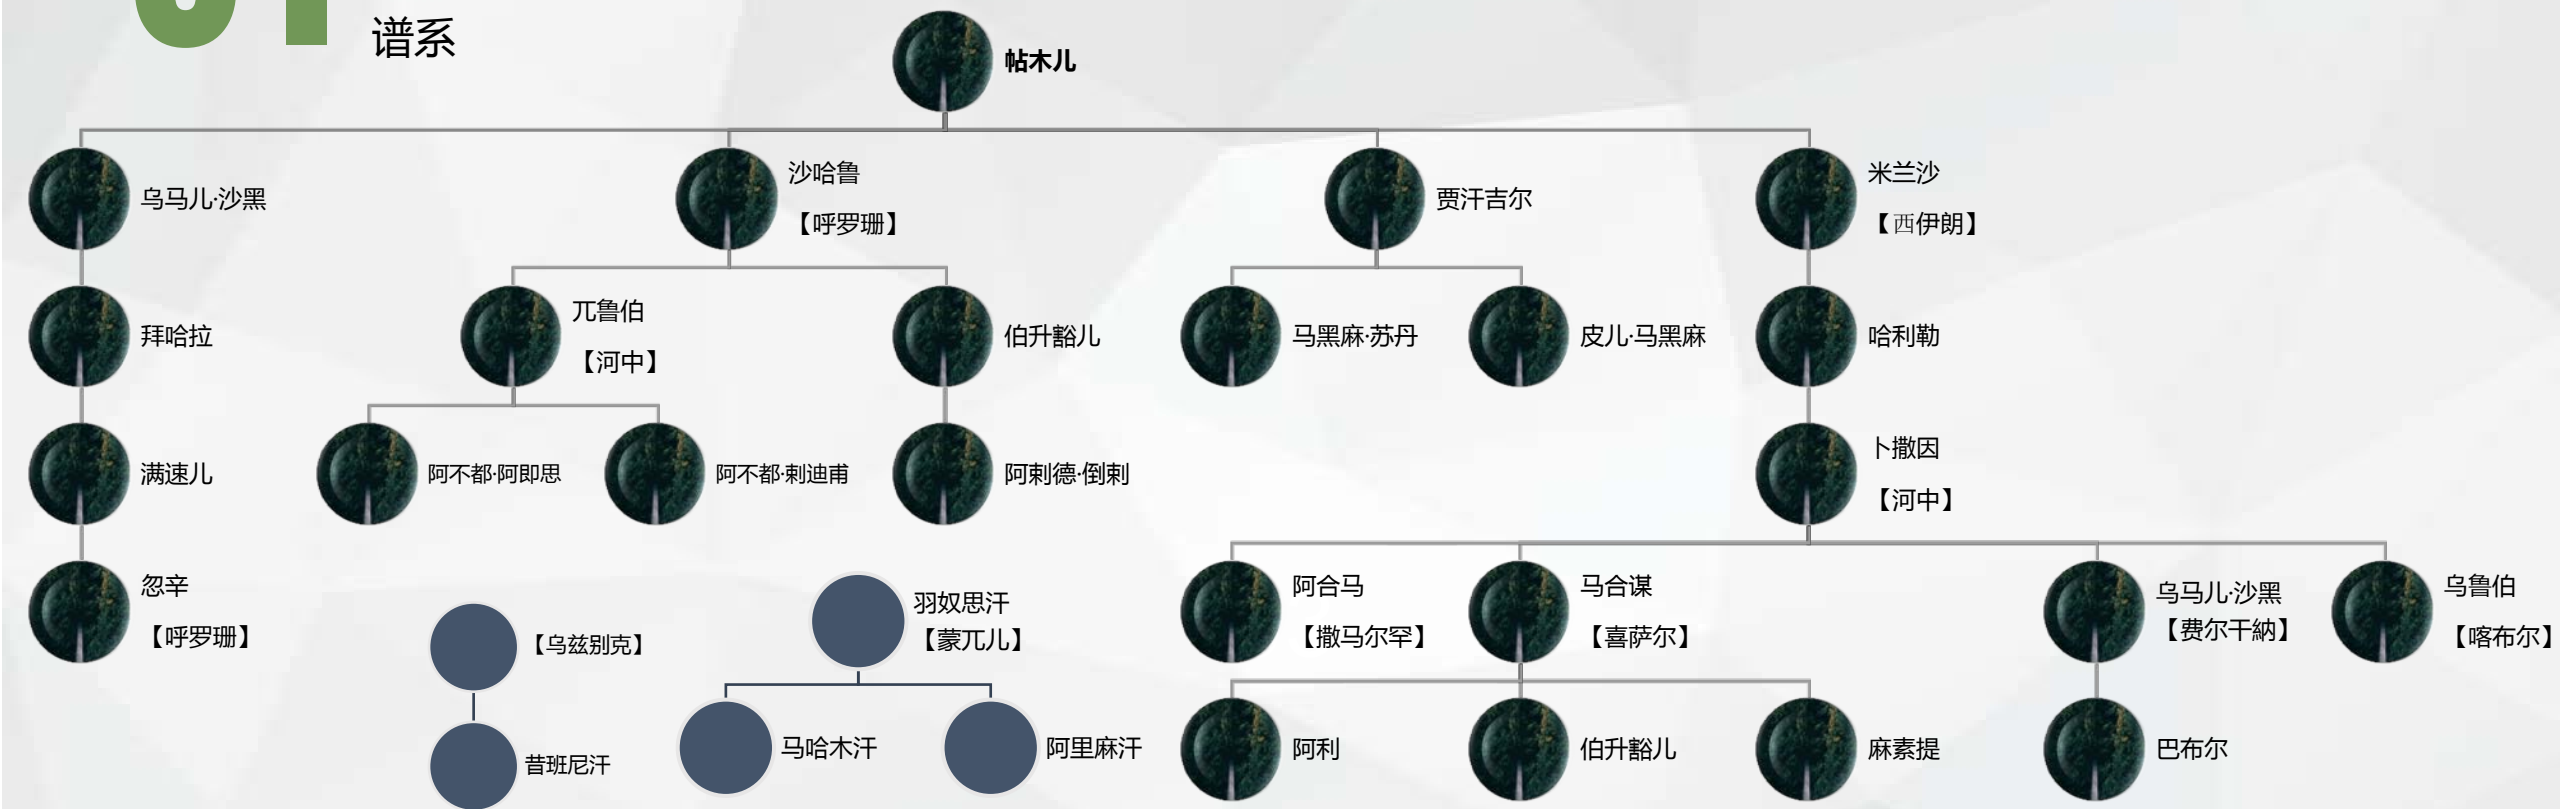 谱系
帖木儿
乌马儿·沙黑
沙哈鲁
【呼罗珊】
贾汗吉尔
米兰沙
【西伊朗】
拜哈拉
兀鲁伯
【河中】
伯升豁儿
马黑麻·苏丹
皮儿·马黑麻
哈利勒
满速儿
阿不都·阿即思
阿不都·剌迪甫
阿剌德·倒剌
卜撒因
【河中】
忽辛
【呼罗珊】
【乌兹别克】
羽奴思汗
【蒙兀儿】
阿合马
【撒马尔罕】
马合谋
【喜萨尔】
乌马儿·沙黑
【费尔干納】
乌鲁伯
【喀布尔】
昔班尼汗
马哈木汗
阿里麻汗
阿利
伯升豁儿
麻素提
巴布尔